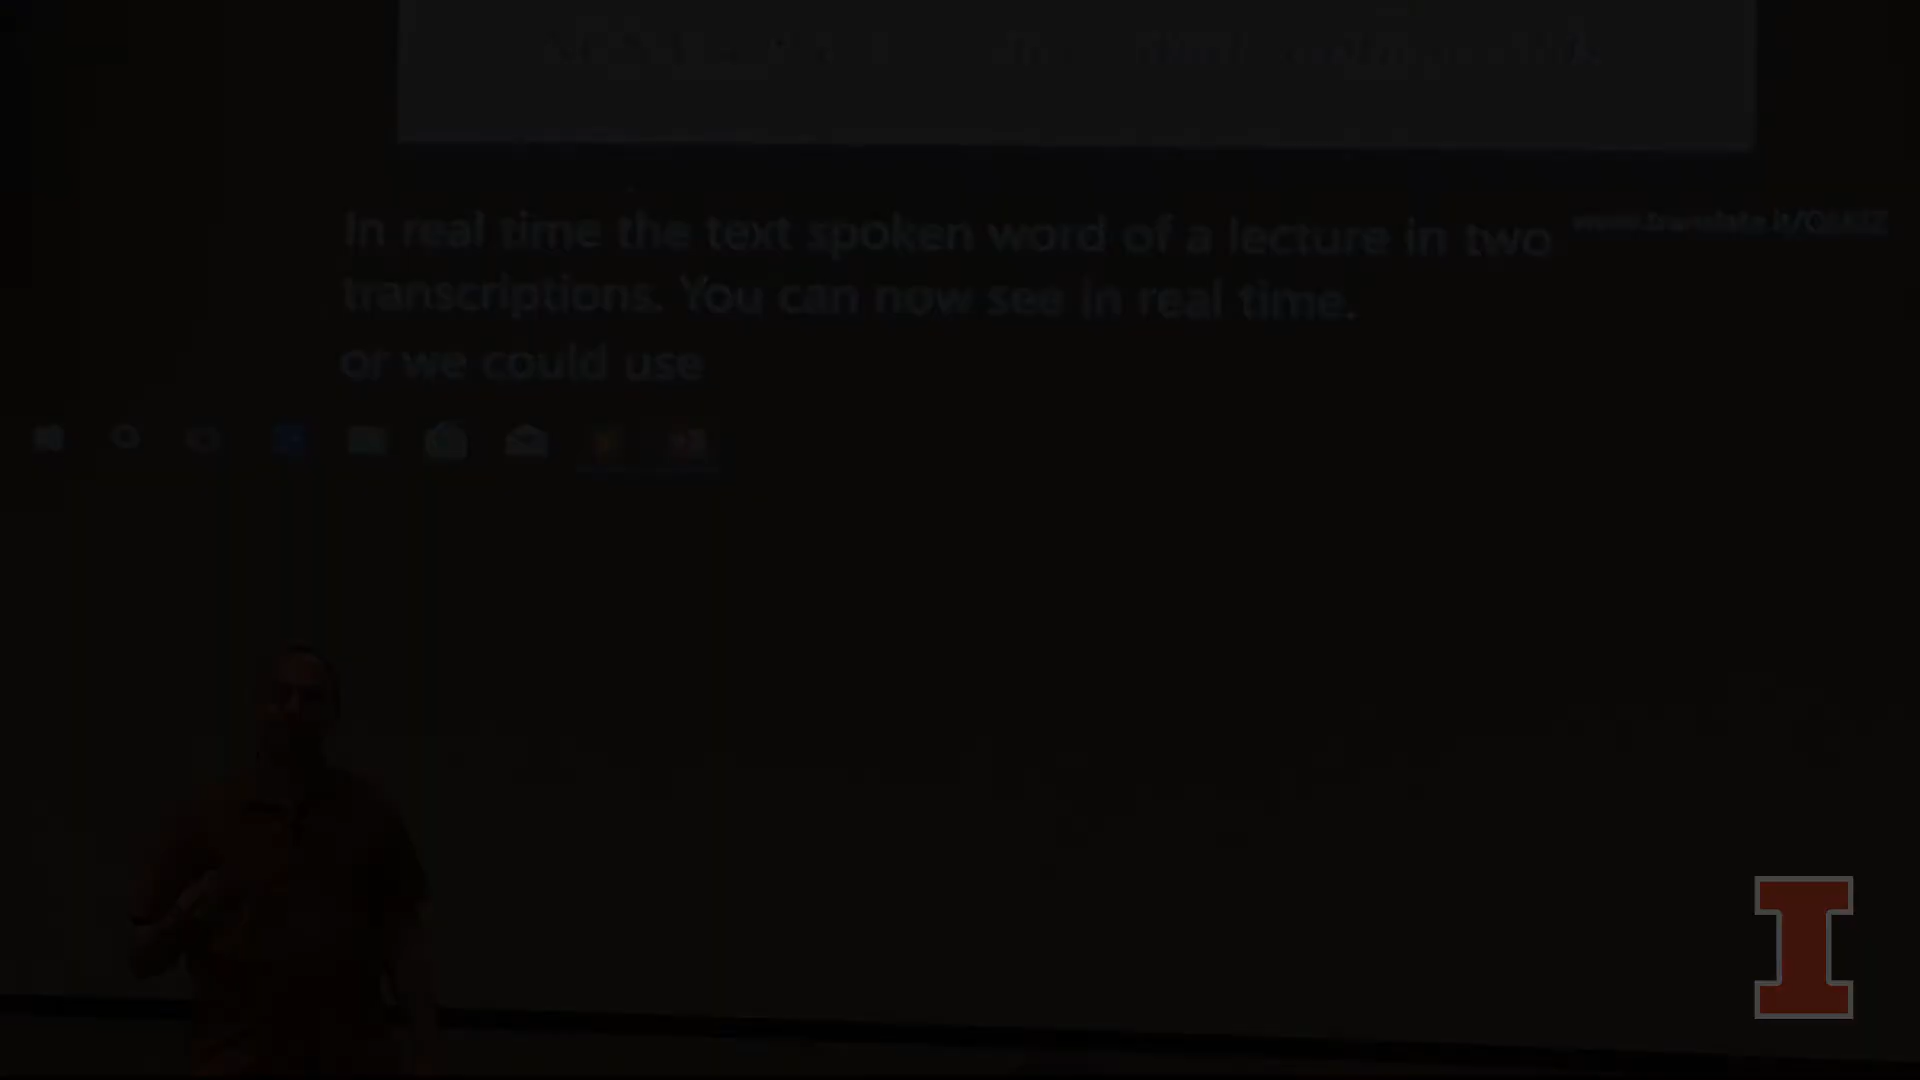 In real time the text spoken word of a lecture in two
transcriptions. You can now see in real time.
or we could use
I